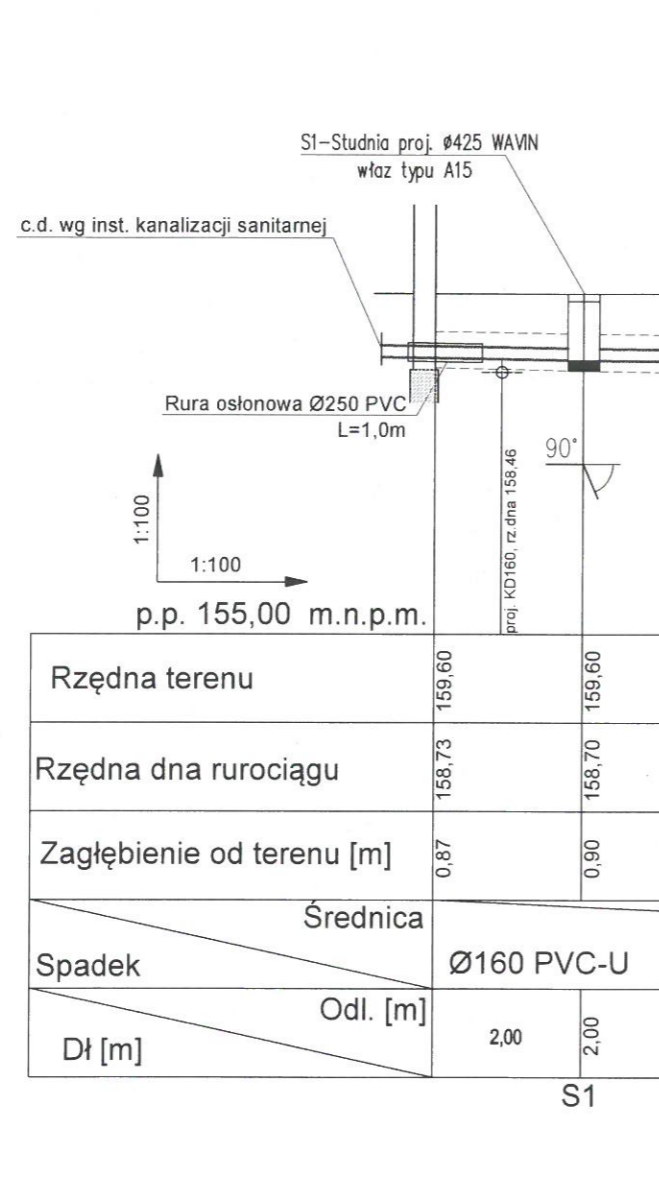 S1-Studnia proj. ø425 WAVIN
właz typu A15
c.d. wg inst. kanalizacji sanitarnej
Rura osłonowa Ø250 PVC
L=1,0m
90°
proj. KD160, rz.dna 158,46
1:100
1:100
p.p. 155,00 m.n.p.m.
Rzędna terenu
159,60
159,60
Rzędna dna rurociągu
158,73
158,70
Zagłębienie od terenu [m]
0,87
0,90
Średnica
Spadek
Ø160 PVC-U
Odl. [m]
Dł [m]
2,00
2,00
S1